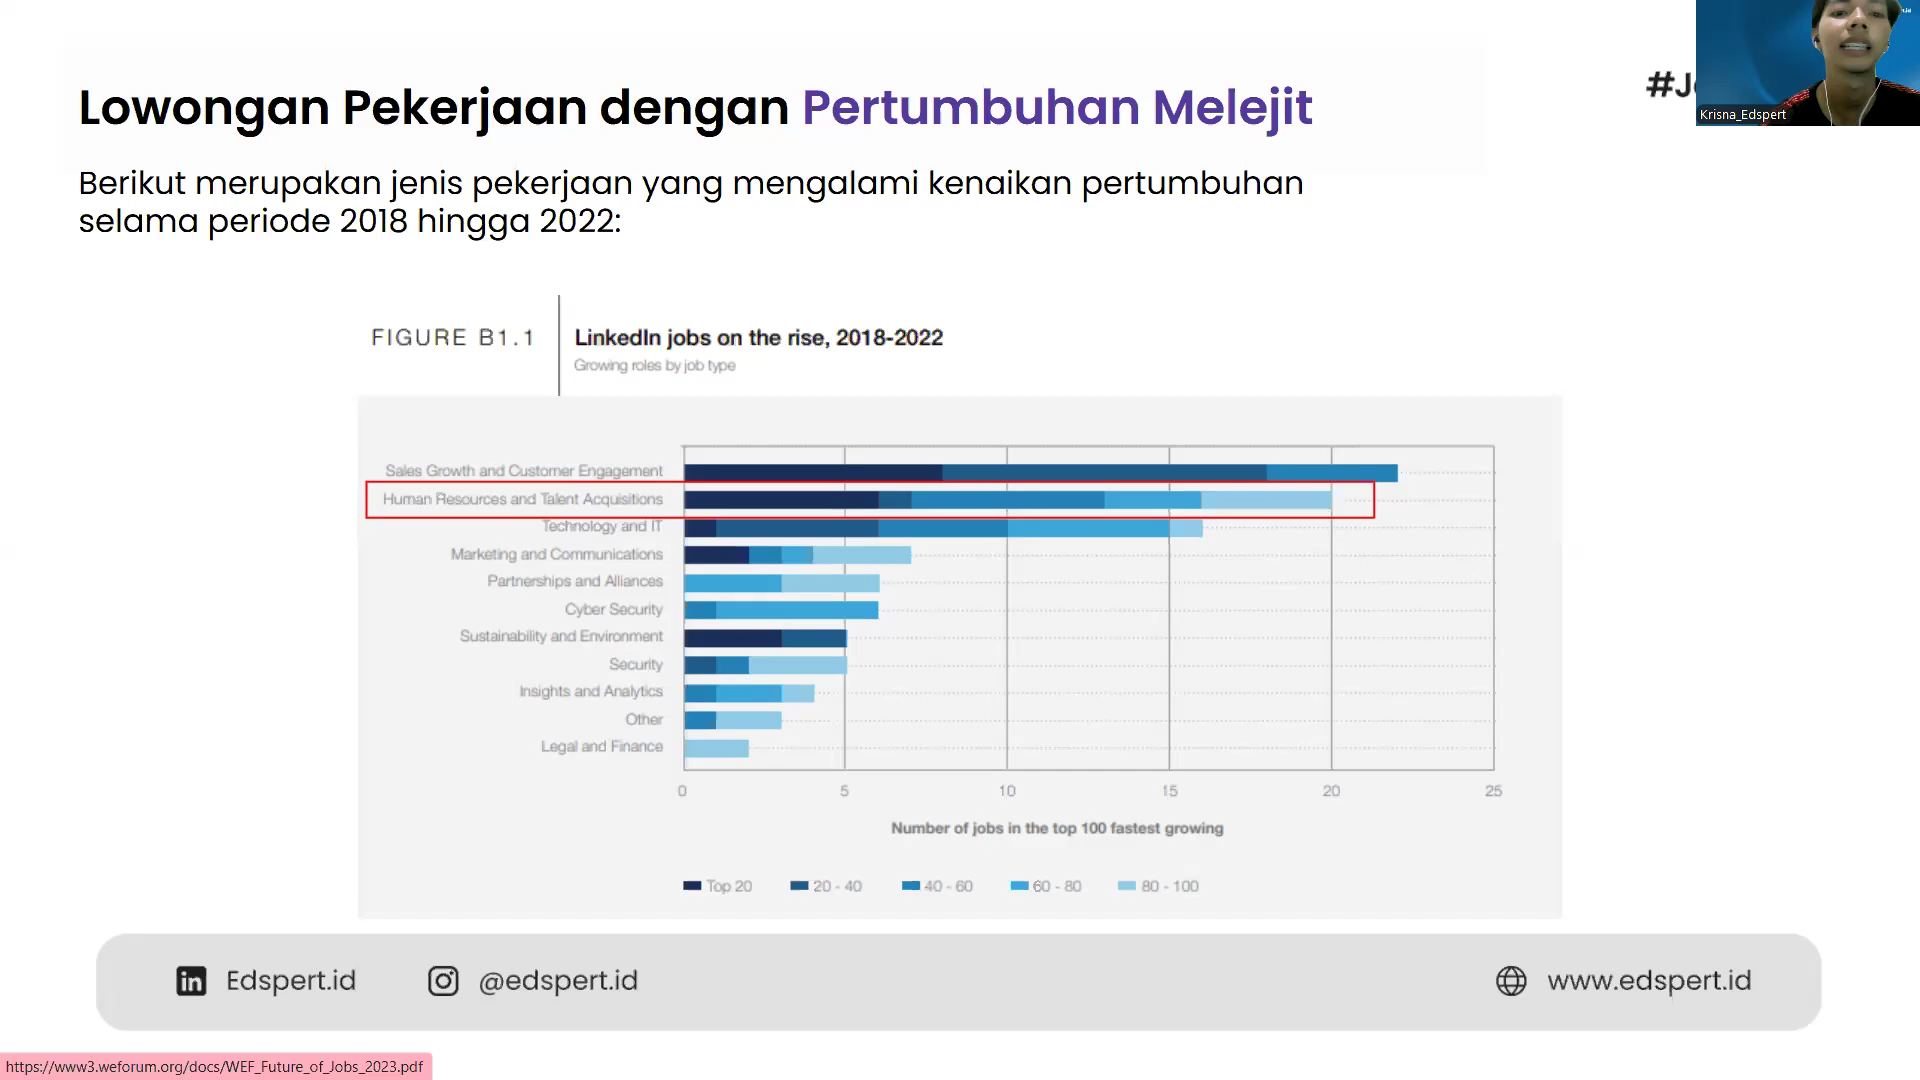 Lowongan Pekerjaan dengan Pertumbuhan Melejit
Krisna_Edspert
Berikut merupakan jenis pekerjaan yang mengalami kenaikan pertumbuhan
selama periode 2018 hingga 2022:
FIGURE B1.1
LinkedIn jobs on the rise, 2018-2022
Growing roles by job type
Sales Growth and Customer Engagement
Human Resources and Talent Acquisitions
Technology and IT
Marketing and Communications
Partnerships and Alliances
Cyber Security
Sustainability and Environment
Security
Insights and Analytics
Other
Legal and Finance
0 5 10 15 20 25
Number of jobs in the top 100 fastest growing
Top 20 20 - 40 40 - 60 60 - 80 80 - 100
Edspert.id @edspert.id www.edspert.id
https://www3.weforum.org/docs/WEF_Future_of_Jobs_2023.pdf